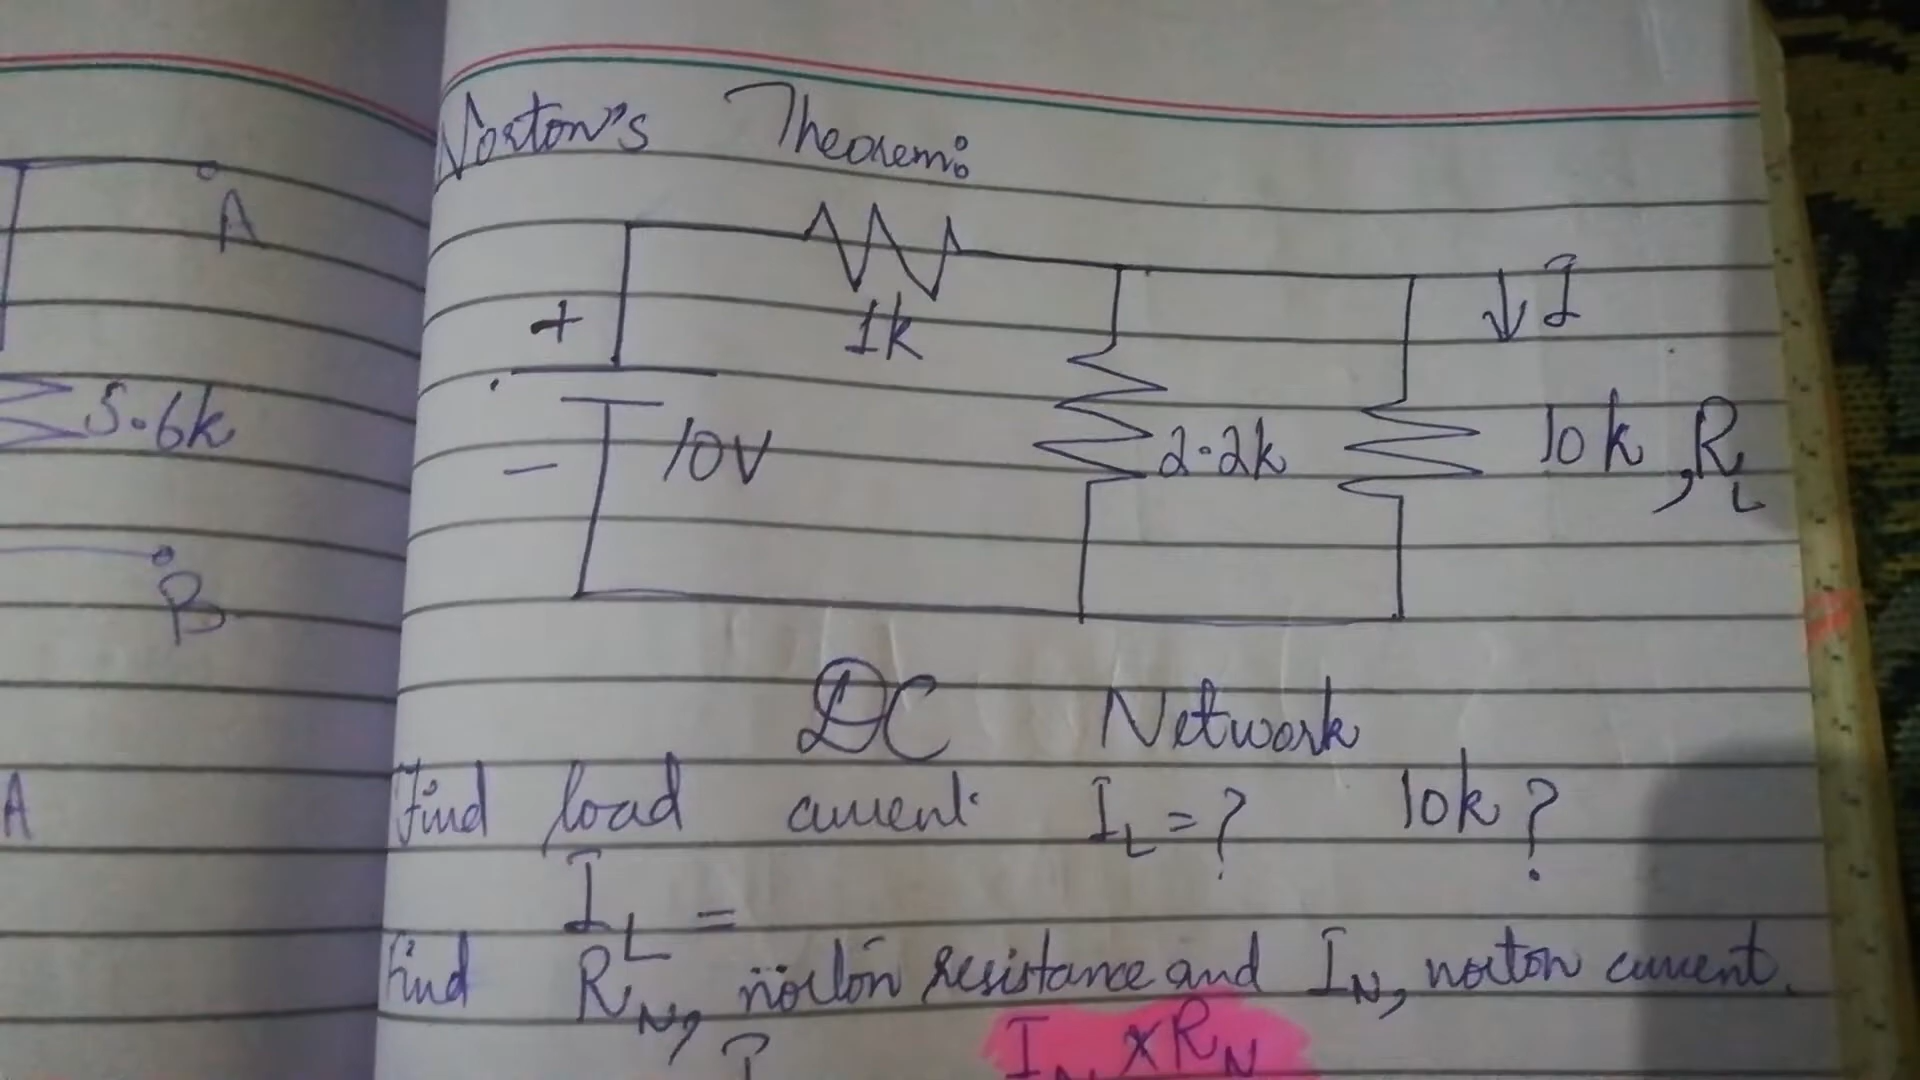 A
5.6k
B
A
Norton's Theorem:
1k
+
-
10V
2.2k
I
10k, RL
DC Network
Find load current IL = ? 10k ?
IL =
Find RN, norton resistance and IN, norton current.
I
IN × RN